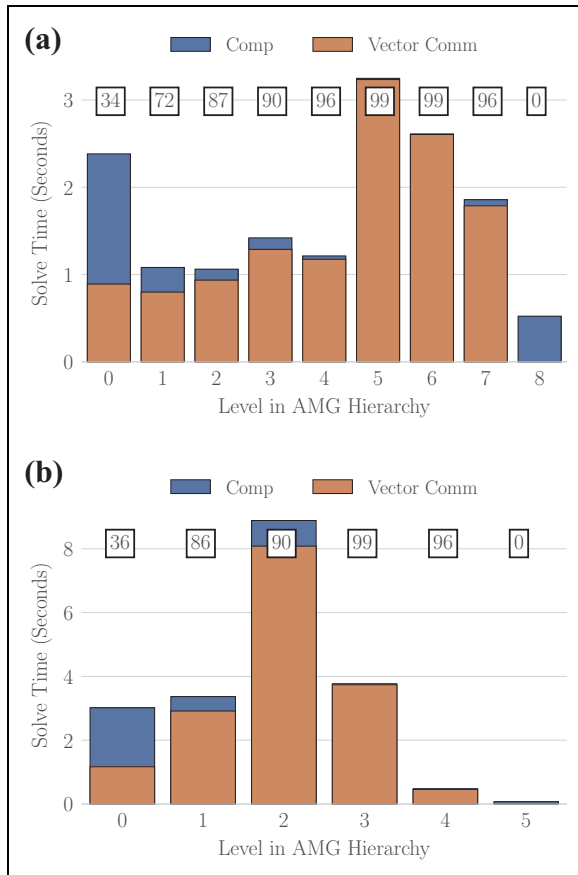 (a)
Comp Vector Comm
34 72 87 90 96 99 99 96 0
3
2
1
0
Solve Time (Seconds)
0 1 2 3 4 5 6 7 8
Level in AMG Hierarchy
(b)
Comp Vector Comm
36 86 90 99 96 0
8
6
4
2
0
Solve Time (Seconds)
0 1 2 3 4 5
Level in AMG Hierarchy